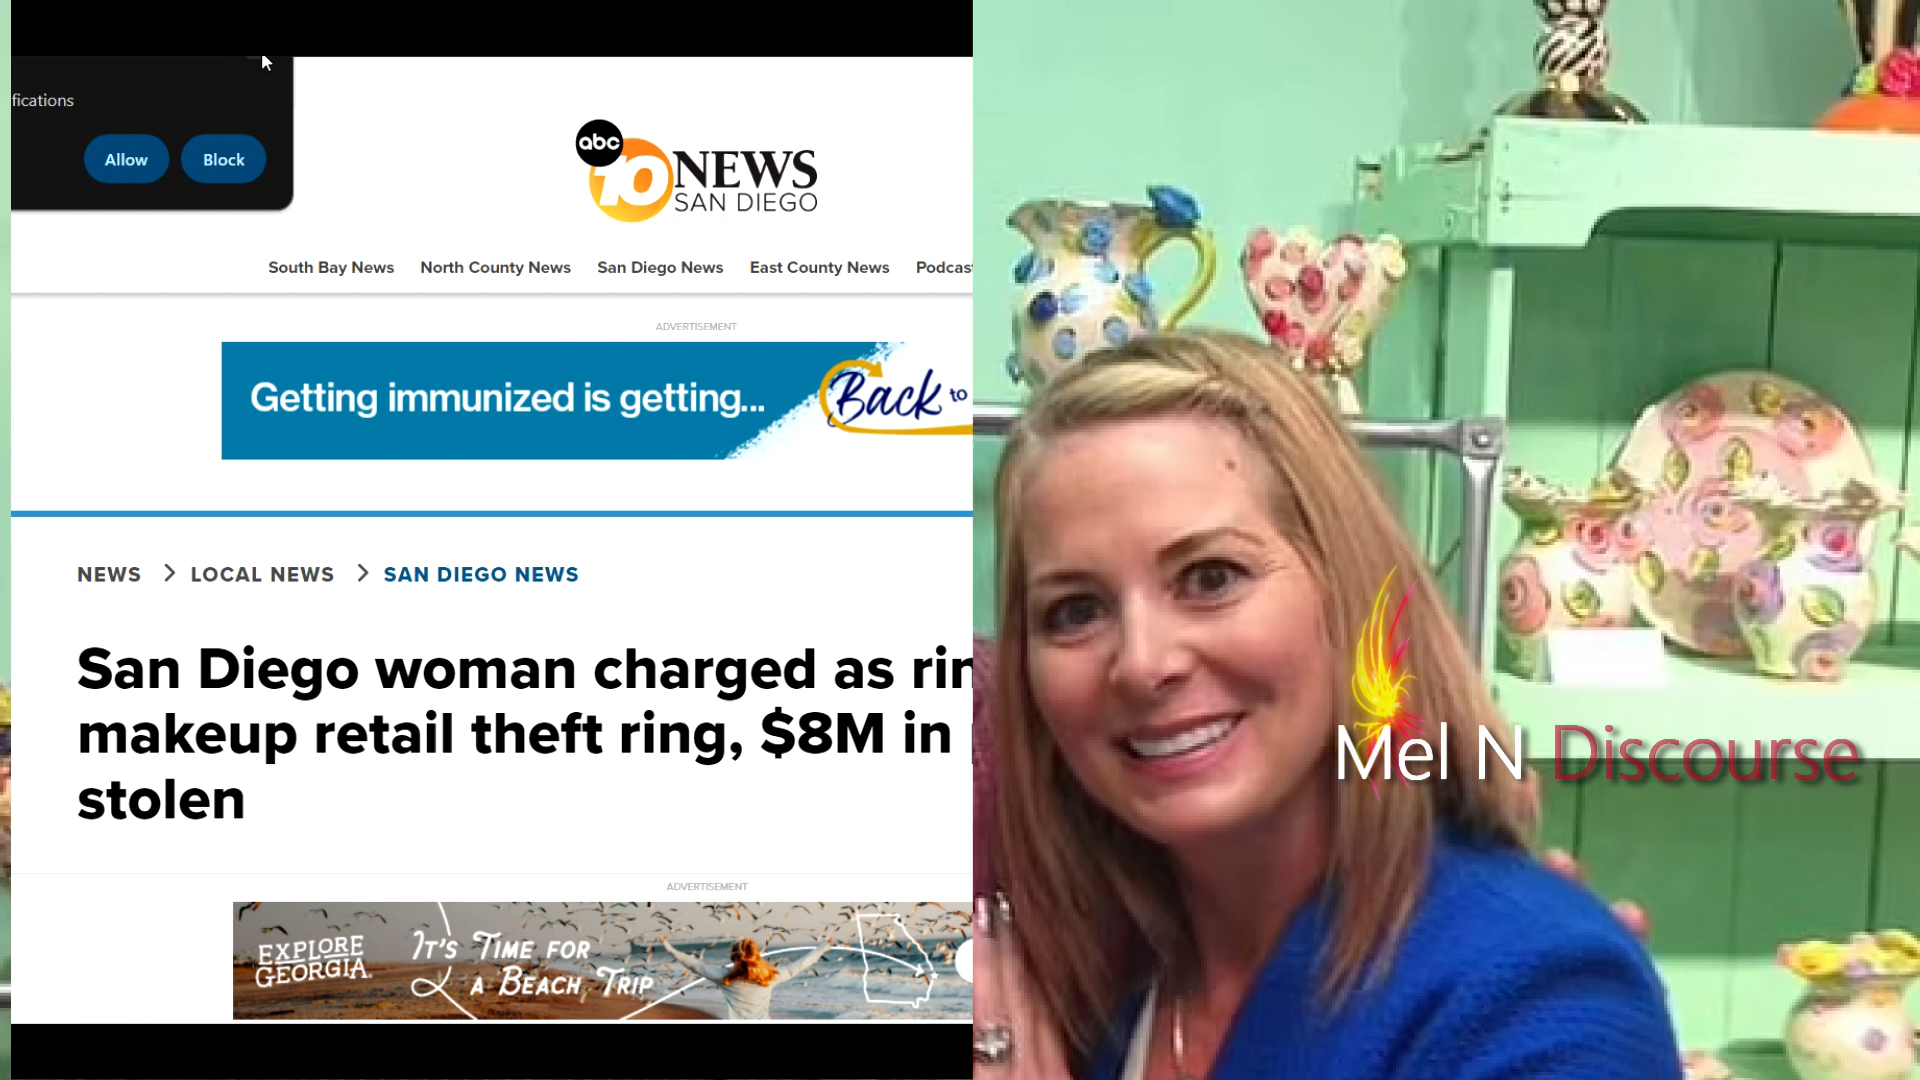 fications
Allow
Block
abc
10 NEWS
SAN DIEGO
South Bay News
North County News
San Diego News
East County News
ADVERTISEMENT
Getting immunized is getting...
Back to
NEWS > LOCAL NEWS > SAN DIEGO NEWS
San Diego woman charged as
makeup retail theft ring, $8M in
stolen
Mel N Discourse
ADVERTISEMENT
EXPLORE
GEORGIA.
IT'S TIME FOR
A BEACH TRIP